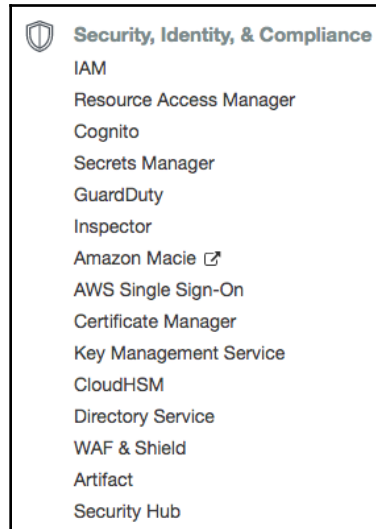 Security, Identity, & Compliance
IAM
Resource Access Manager
Cognito
Secrets Manager
GuardDuty
Inspector
Amazon Macie
AWS Single Sign-On
Certificate Manager
Key Management Service
CloudHSM
Directory Service
WAF & Shield
Artifact
Security Hub